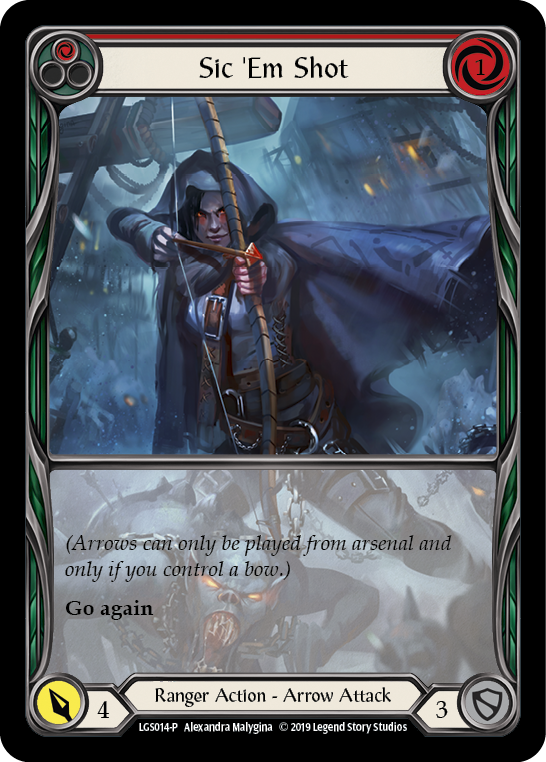 Sic 'Em Shot
1
(Arrows can only be played from arsenal and
only if you control a bow.)
Go again
4
Ranger Action - Arrow Attack
3
LGS014-P Alexandra Malygina © 2019 Legend Story Studios